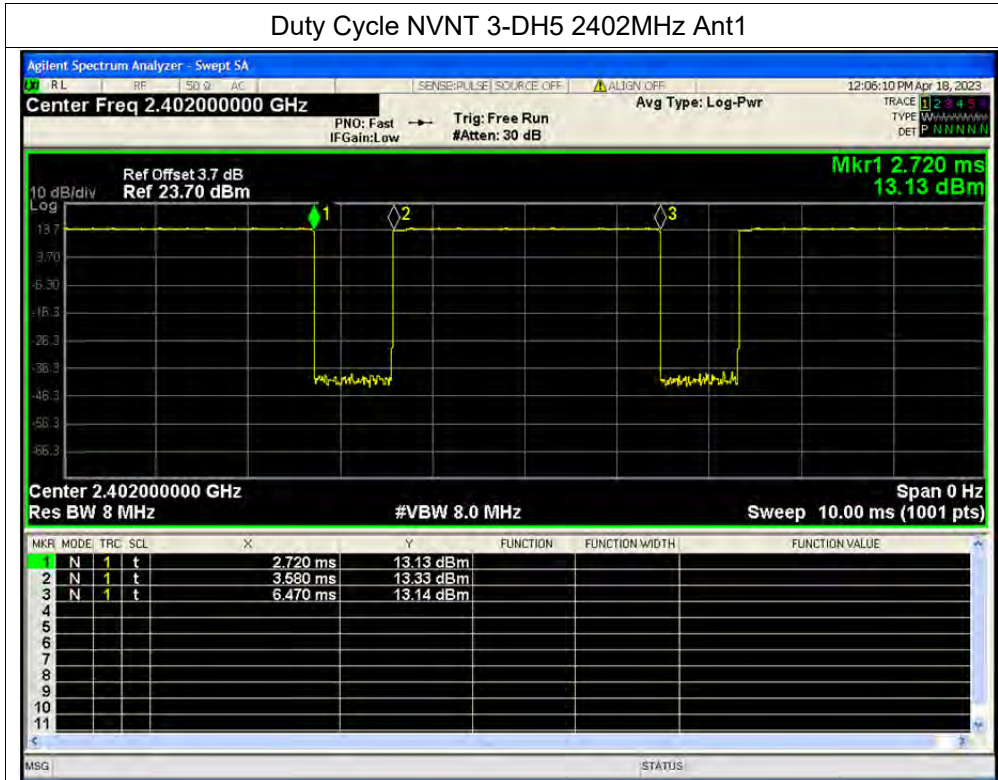 Duty Cycle NVNT 3-DH5 2402MHz Ant1
Agilent Spectrum Analyzer - Swept SA
RL RF 50 Ω AC SENSE:PULSE SOURCE OFF ALIGN OFF 12:06:10 PM Apr 18, 2023
Center Freq 2.402000000 GHz Avg Type: Log-Pwr TRACE 1 2 3 4 5 6
PNO: Fast Trig: Free Run TYPE
IFGain:Low #Atten: 30 dB DET P N N N N N
Mkr1 2.720 ms
Ref Offset 3.7 dB
10 dB/div Ref 23.70 dBm 13.13 dBm
Log
1 2 3
13.7
3.70
-6.30
-16.3
-26.3
-36.3
-46.3
-56.3
-66.3
Center 2.402000000 GHz Span 0 Hz
Res BW 8 MHz #VBW 8.0 MHz Sweep 10.00 ms (1001 pts)
MKR MODE TRC SCL X Y FUNCTION FUNCTION WIDTH FUNCTION VALUE
1 N 1 t 2.720 ms 13.13 dBm
2 N 1 t 3.580 ms 13.33 dBm
3 N 1 t 6.470 ms 13.14 dBm
4
5
6
7
8
9
10
11
MSG STATUS